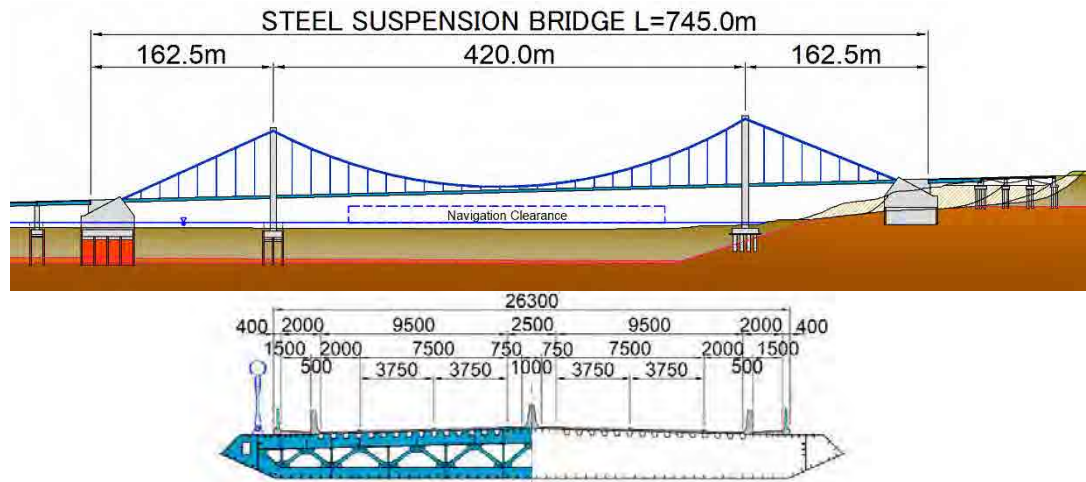 STEEL SUSPENSION BRIDGE L=745.0m
162.5m 420.0m 162.5m
Navigation Clearance
26300
400 2000 9500 2500 9500 2000 400
1500 2000 7500 750 750 7500 2000 1500
500 3750 3750 1000 3750 3750 500